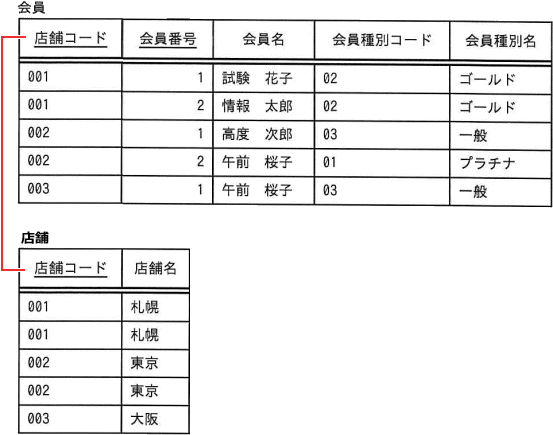 会員
店舗コード 会員番号 会員名 会員種別コード 会員種別名
001 1 試験 花子 02 ゴールド
001 2 情報 太郎 02 ゴールド
002 1 高度 次郎 03 一般
002 2 午前 桜子 01 プラチナ
003 1 午前 桜子 03 一般
店舗
店舗コード 店舗名
001 札幌
001 札幌
002 東京
002 東京
003 大阪